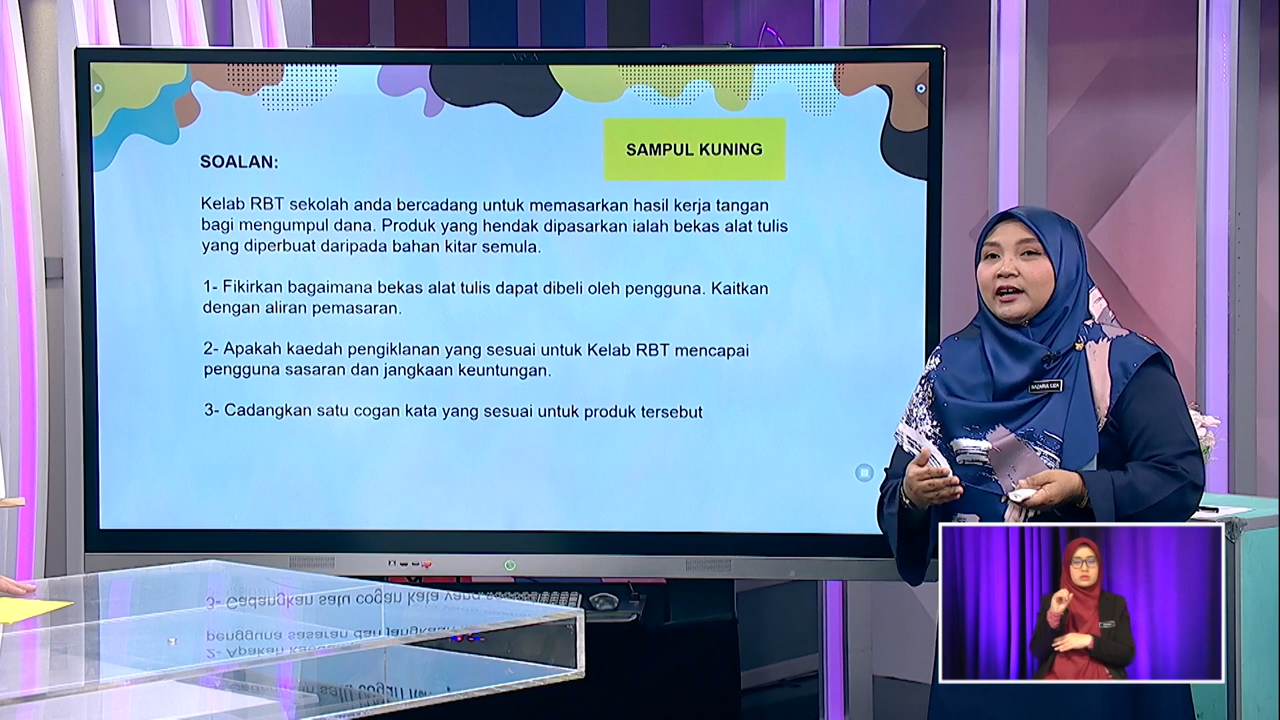 SAMPUL KUNING
SOALAN:
Kelab RBT sekolah anda bercadang untuk memasarkan hasil kerja tangan
bagi mengumpul dana. Produk yang hendak dipasarkan ialah bekas alat tulis
yang diperbuat daripada bahan kitar semula.
1- Fikirkan bagaimana bekas alat tulis dapat dibeli oleh pengguna. Kaitkan
dengan aliran pemasaran.
2- Apakah kaedah pengiklanan yang sesuai untuk Kelab RBT mencapai
pengguna sasaran dan jangkaan keuntungan.
3- Cadangkan satu cogan kata yang sesuai untuk produk tersebut